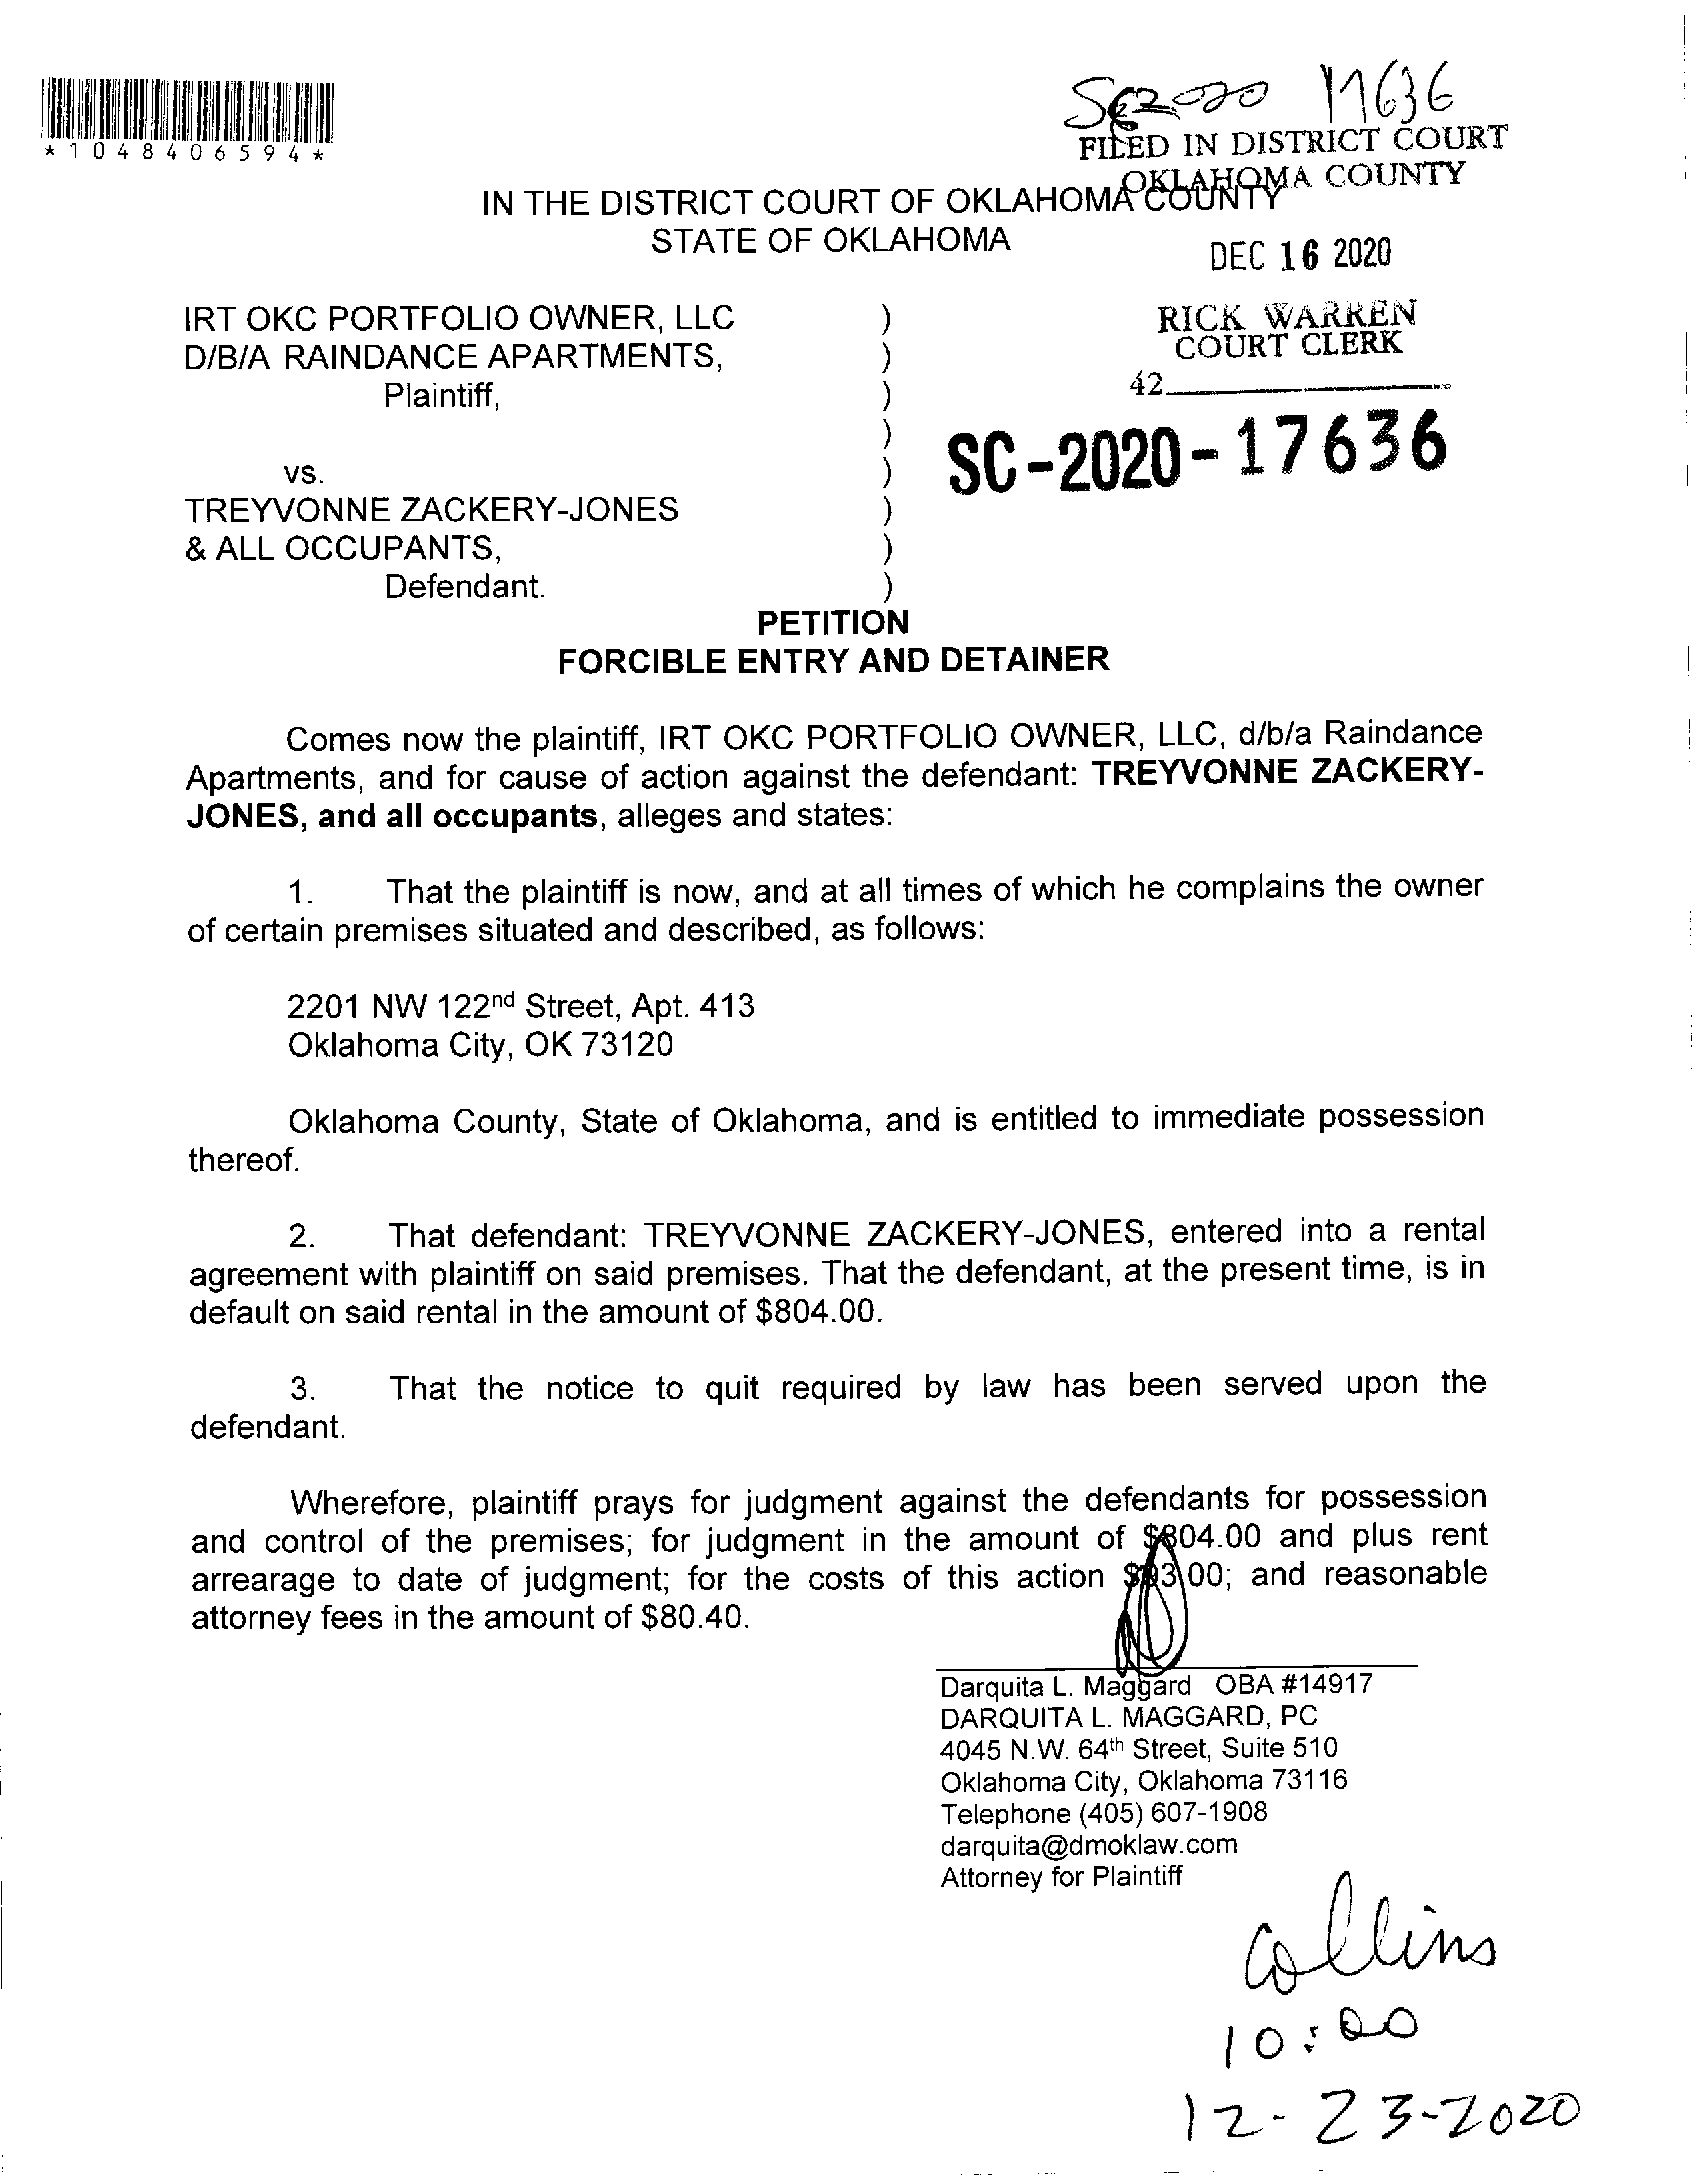 SC2020 17636
*1048406594*
FILED IN DISTRICT COURT
OKLAHOMA COUNTY
IN THE DISTRICT COURT OF OKLAHOMA COUNTY
STATE OF OKLAHOMA
DEC 16 2020
IRT OKC PORTFOLIO OWNER, LLC )
D/B/A RAINDANCE APARTMENTS, )
Plaintiff, )
)
vs. )
TREYVONNE ZACKERY-JONES )
& ALL OCCUPANTS, )
Defendant. )
RICK WARREN
COURT CLERK
42
SC-2020-17636
PETITION
FORCIBLE ENTRY AND DETAINER
Comes now the plaintiff, IRT OKC PORTFOLIO OWNER, LLC, d/b/a Raindance
Apartments, and for cause of action against the defendant: TREYVONNE ZACKERY-
JONES, and all occupants, alleges and states:
1. That the plaintiff is now, and at all times of which he complains the owner
of certain premises situated and described, as follows:
2201 NW 122nd Street, Apt. 413
Oklahoma City, OK 73120
Oklahoma County, State of Oklahoma, and is entitled to immediate possession
thereof.
2. That defendant: TREYVONNE ZACKERY-JONES, entered into a rental
agreement with plaintiff on said premises. That the defendant, at the present time, is in
default on said rental in the amount of $804.00.
3. That the notice to quit required by law has been served upon the
defendant.
Wherefore, plaintiff prays for judgment against the defendants for possession
and control of the premises; for judgment in the amount of $804.00 and plus rent
arrearage to date of judgment; for the costs of this action and reasonable
attorney fees in the amount of $80.40.
Darquita L. Maggard OBA #14917
DARQUITA L. MAGGARD, PC
4045 N.W. 64th Street, Suite 510
Oklahoma City, Oklahoma 73116
Telephone (405) 607-1908
darquita@dmoklaw.com
Attorney for Plaintiff
Collins
10:00
12-23-2020